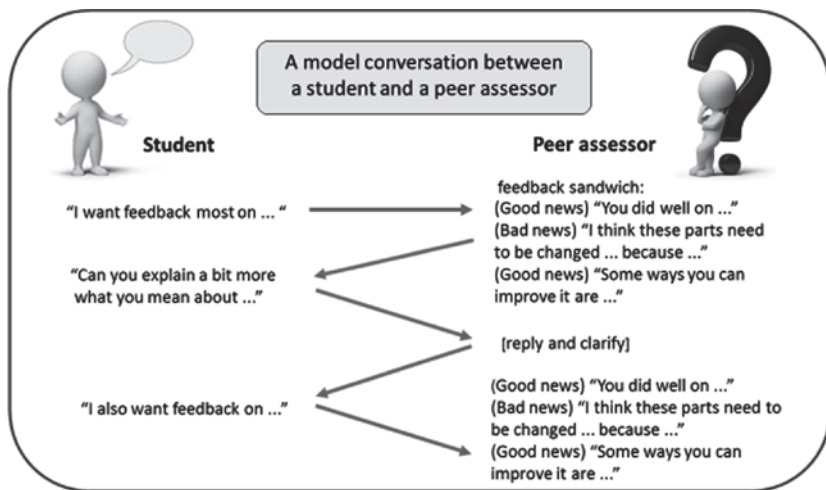 A model conversation between
a student and a peer assessor
Student
Peer assessor
“I want feedback most on ... “
feedback sandwich:
(Good news) “You did well on ...”
(Bad news) “I think these parts need
to be changed ... because ...”
(Good news) “Some ways you can
improve it are ...”
“Can you explain a bit more
what you mean about ...”
[reply and clarify]
“I also want feedback on ...”
(Good news) “You did well on ...”
(Bad news) “I think these parts need to
be changed ... because ...”
(Good news) “Some ways you can
improve it are ...”